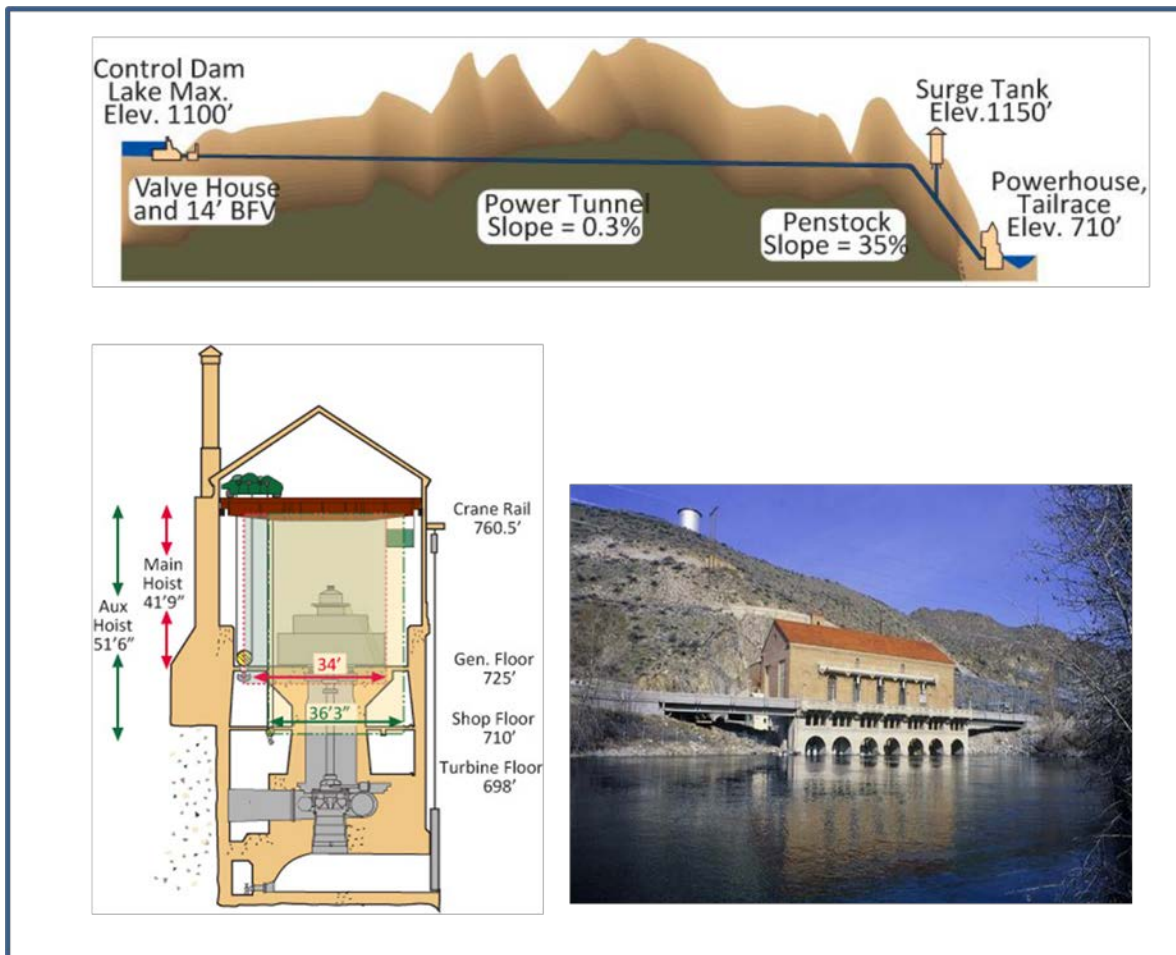 Control Dam
Lake Max.
Elev. 1100'
Surge Tank
Elev.1150'
Valve House
and 14' BFV
Power Tunnel
Slope = 0.3%
Penstock
Slope = 35%
Powerhouse,
Tailrace
Elev. 710'
Crane Rail
760.5'
Main
Hoist
41'9"
Aux
Hoist
51'6"
Gen. Floor
725'
34'
36'3"
Shop Floor
710'
Turbine Floor
698'